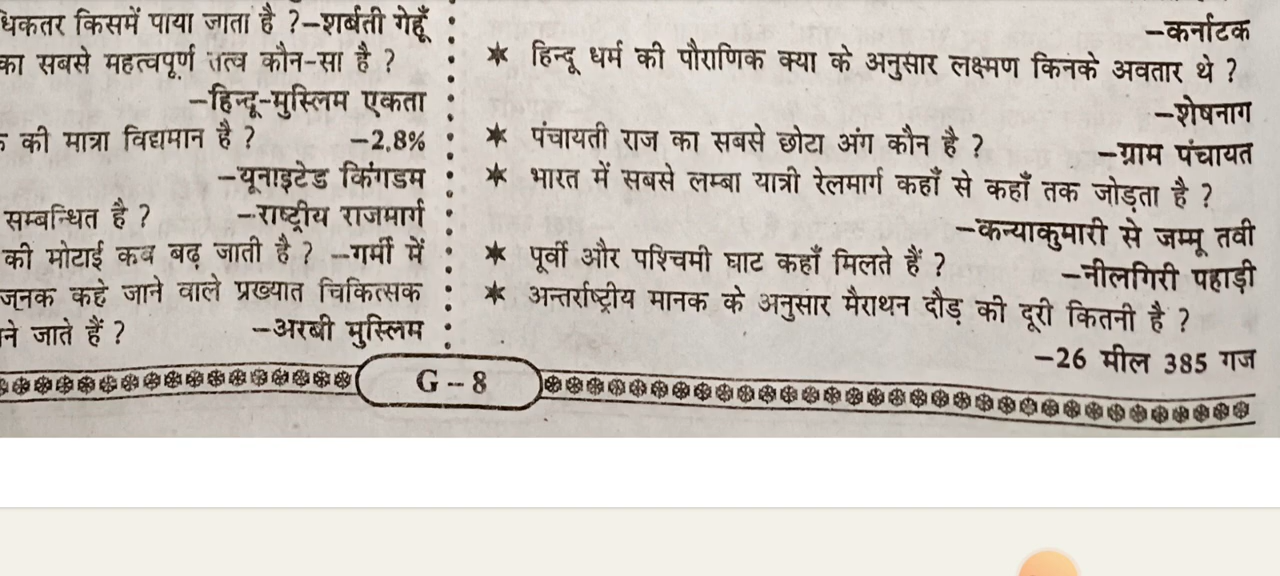 धिकतर किसमें पाया जाता है ?–शर्बती गेहूँ
का सबसे महत्वपूर्ण तत्व कौन-सा है ?
–हिन्दू-मुस्लिम एकता
की मात्रा विद्यमान है ? –2.8%
–यूनाइटेड किंगडम
सम्बन्धित है ? –राष्ट्रीय राजमार्ग
की मोटाई कब बढ़ जाती है ? –गर्मी में
जनक कहे जाने वाले प्रख्यात चिकित्सक
ने जाते हैं ? –अरबी मुस्लिम
–कर्नाटक
★ हिन्दू धर्म की पौराणिक क्या के अनुसार लक्ष्मण किनके अवतार थे ?
–शेषनाग
★ पंचायती राज का सबसे छोटा अंग कौन है ?
–ग्राम पंचायत
★ भारत में सबसे लम्बा यात्री रेलमार्ग कहाँ से कहाँ तक जोड़ता है ?
–कन्याकुमारी से जम्मू तवी
★ पूर्वी और पश्चिमी घाट कहाँ मिलते हैं ?
–नीलगिरी पहाड़ी
★ अन्तर्राष्ट्रीय मानक के अनुसार मैराथन दौड़ की दूरी कितनी है ?
–26 मील 385 गज
G – 8